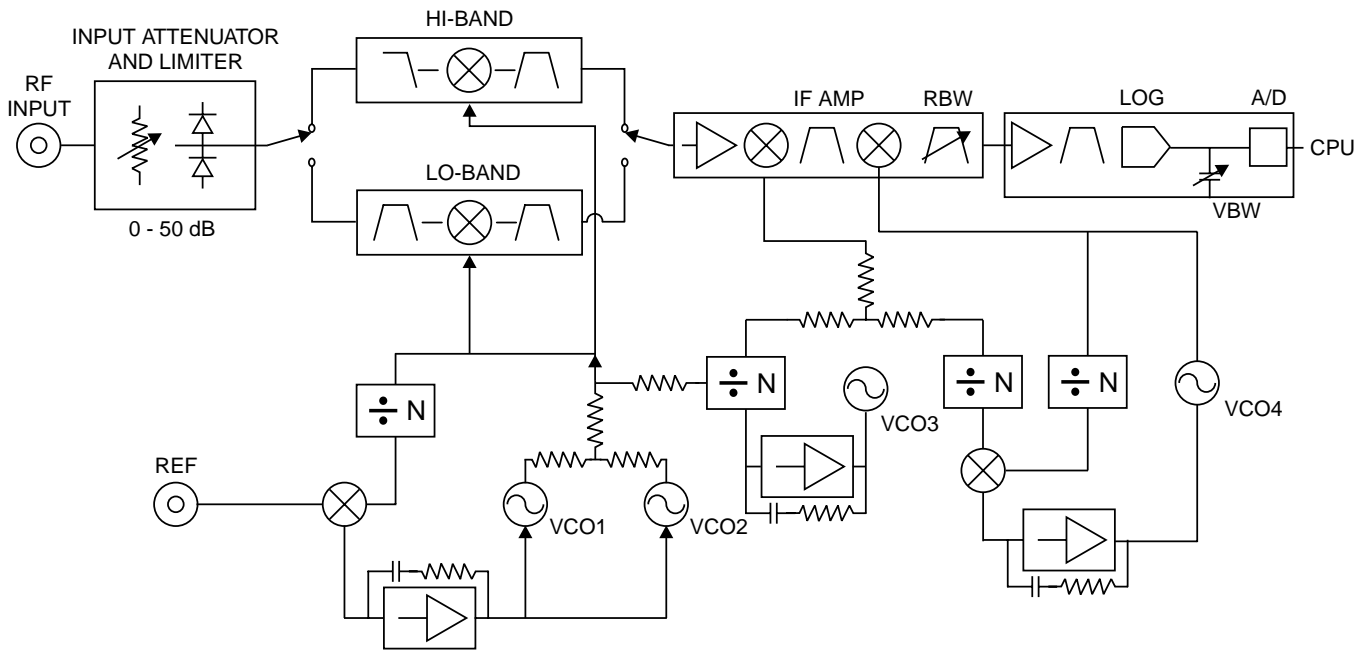 HI-BAND
INPUT ATTENUATOR
AND LIMITER
RF
INPUT
0 - 50 dB
LO-BAND
IF AMP
RBW
LOG
A/D
CPU
VBW
÷ N
÷ N
÷ N
÷ N
VCO3
VCO4
REF
VCO1
VCO2